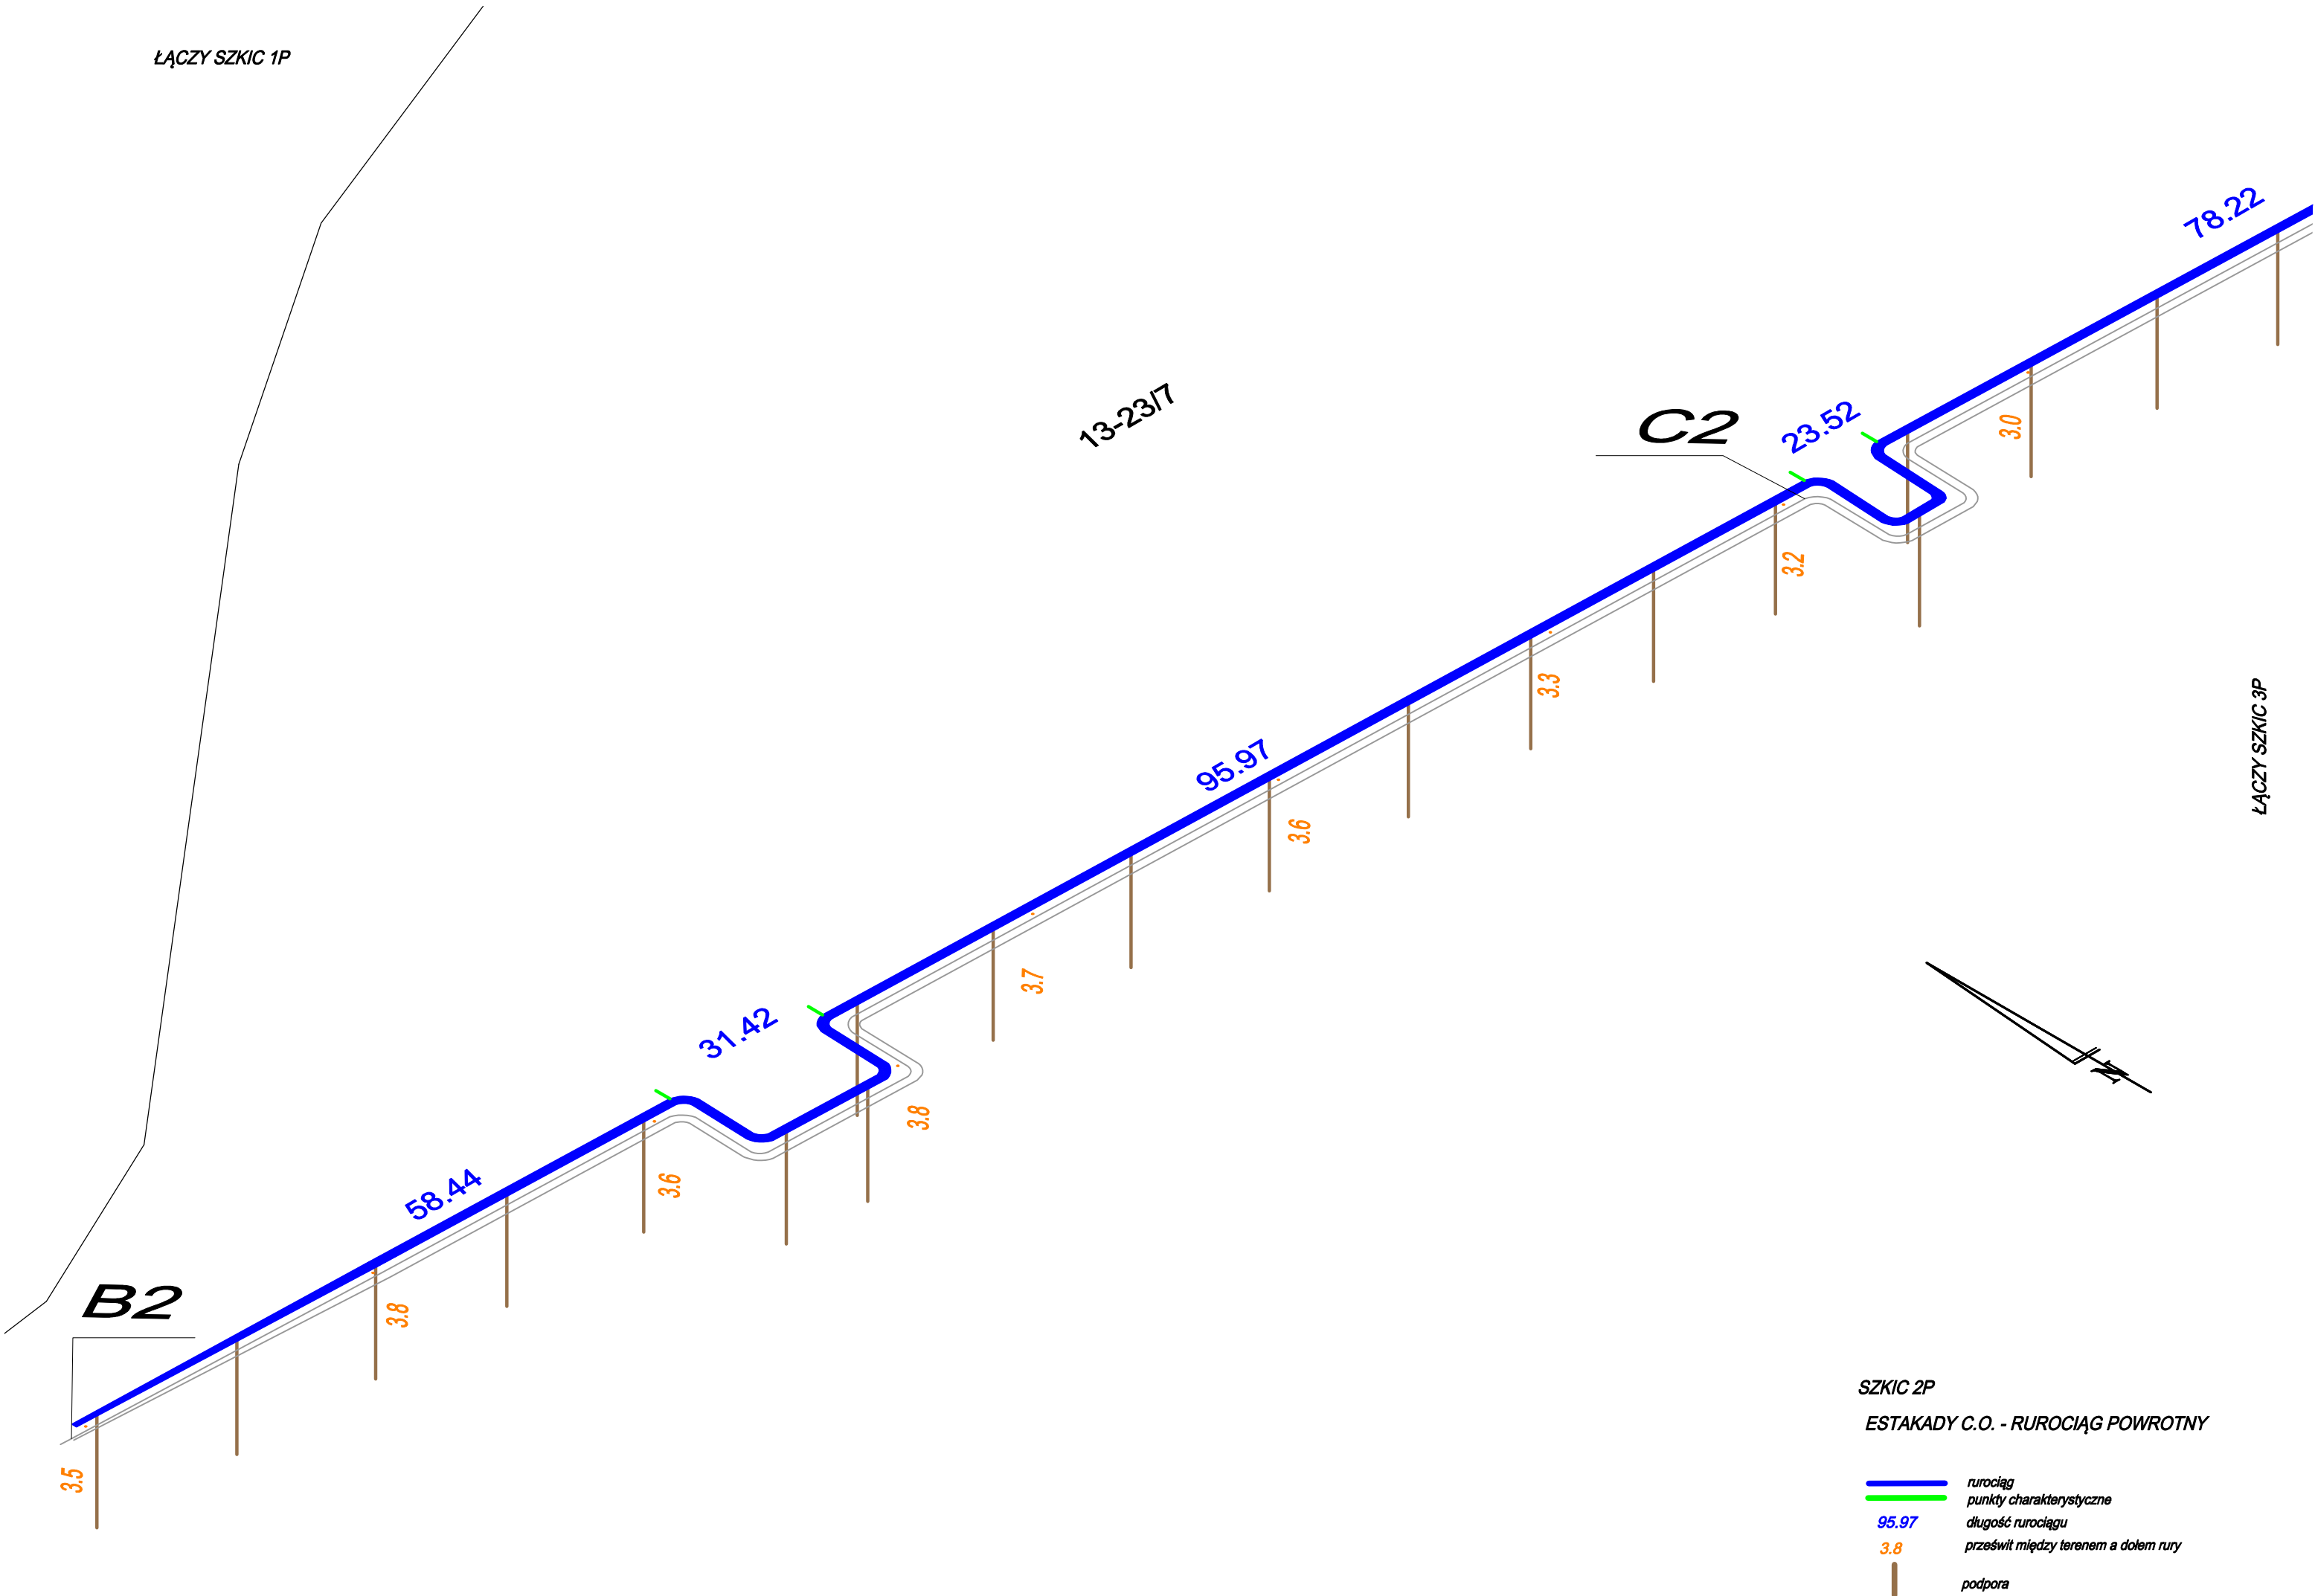 ŁĄCZY SZKIC 1P
78.22
13-23/7
C2
23.52
3.0
3.2
3.3
ŁĄCZY SZKIC 3P
95.97
3.6
3.7
31.42
3.8
N
58.44
3.6
B2
3.8
3.5
SZKIC 2P
ESTAKADY C.O. - RUROCIĄG POWROTNY
rurociąg
punkty charakterystyczne
95.97 długość rurociągu
3.8 prześwit między terenem a dołem rury
podpora